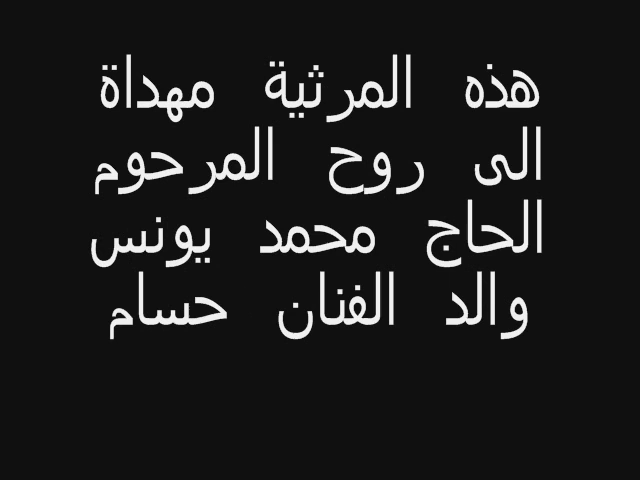 هذه المرثية مهداة
الى روح المرحوم
الحاج محمد يونس
والد الفنان حسام